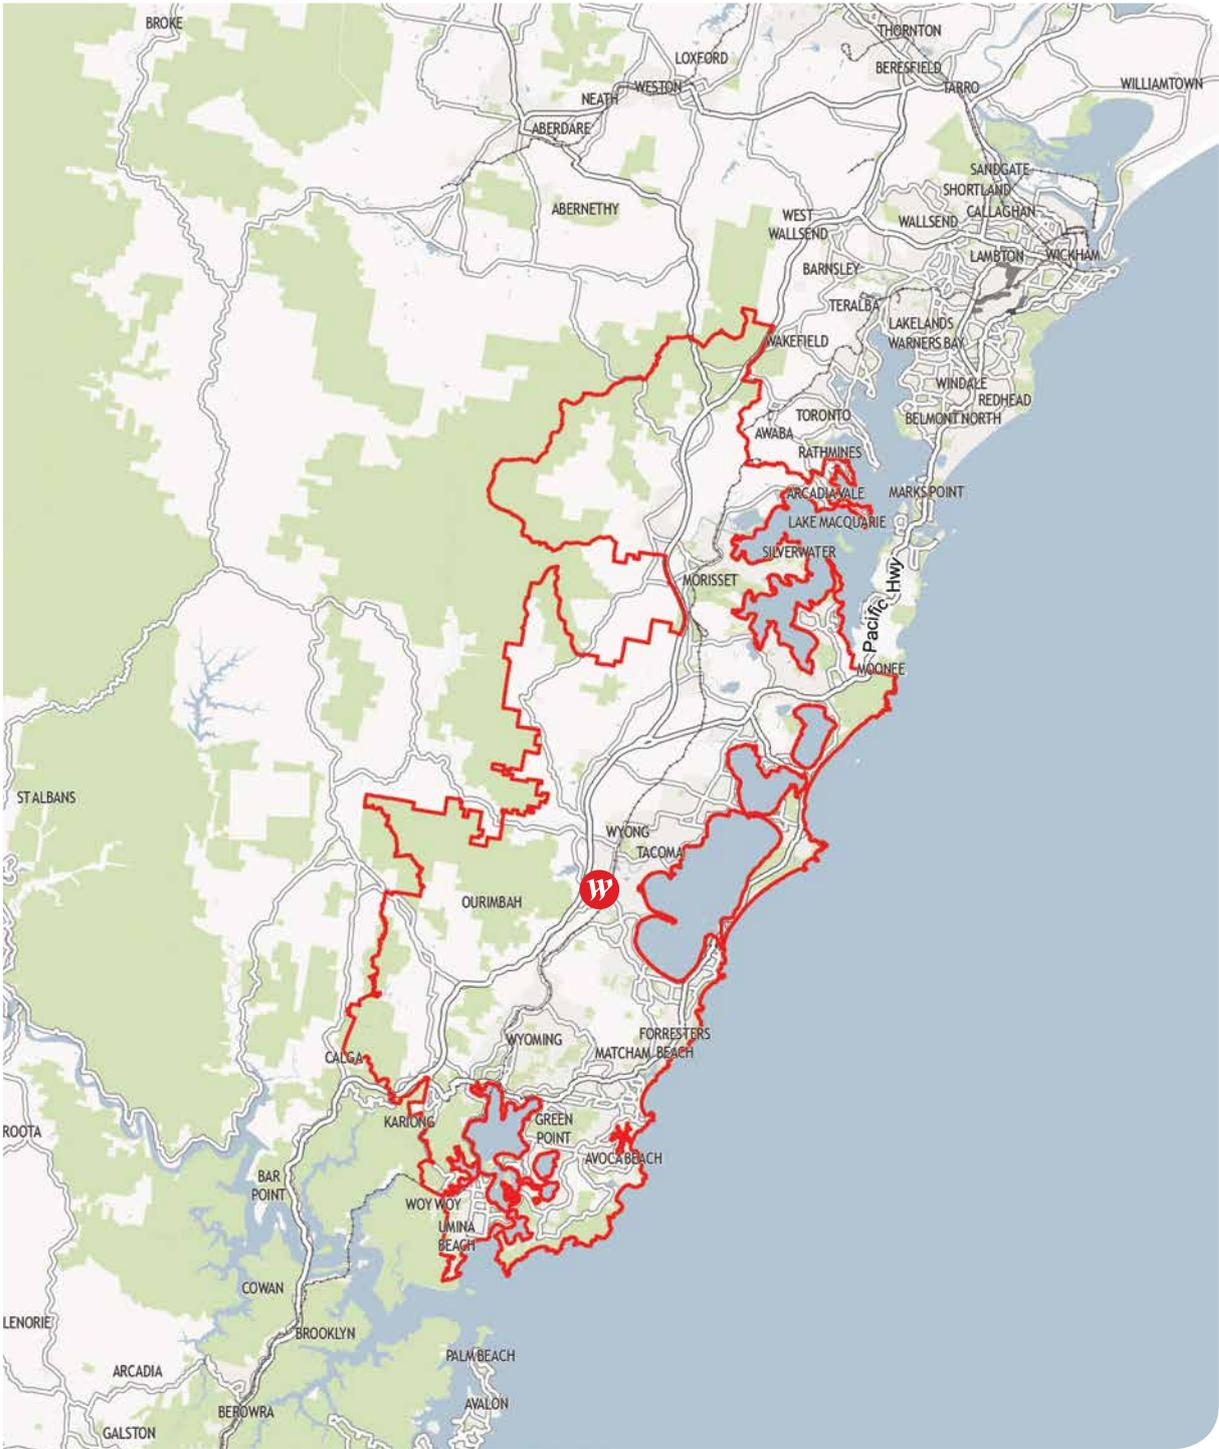 BROKE
THORNTON
LOXFORD
BERESFIELD
WESTON
TARRO
WILLIAMTOWN
NEATH
ABERDARE
SANDGATE
SHORTLAND
ABERNETHY
CALLAGHAN
WEST
WALLSEND
WALLSEND
LAMBTON
WICKHAM
BARNSLEY
TERALBA
LAKELANDS
WARNERS BAY
WAKEFIELD
WINDALE
REDHEAD
TORONTO
BELMONT NORTH
AWABA
RATHMINES
ARCADIA VALE
MARKS POINT
LAKE MACQUARIE
SILVERWATER
MORISSET
Pacific Hwy
MOONEE
ST ALBANS
WYONG
TACOMA
W
OURIMBAH
FORRESTERS
BEACH
WYOMING
MATCHAM
CALGA
KARIONG
GREEN
POINT
ROOTA
AVOCA BEACH
BAR
POINT
WOY WOY
UMINA
BEACH
COWAN
LENORIE
BROOKLYN
PALM BEACH
ARCADIA
AVALON
BEROWRA
GALSTON